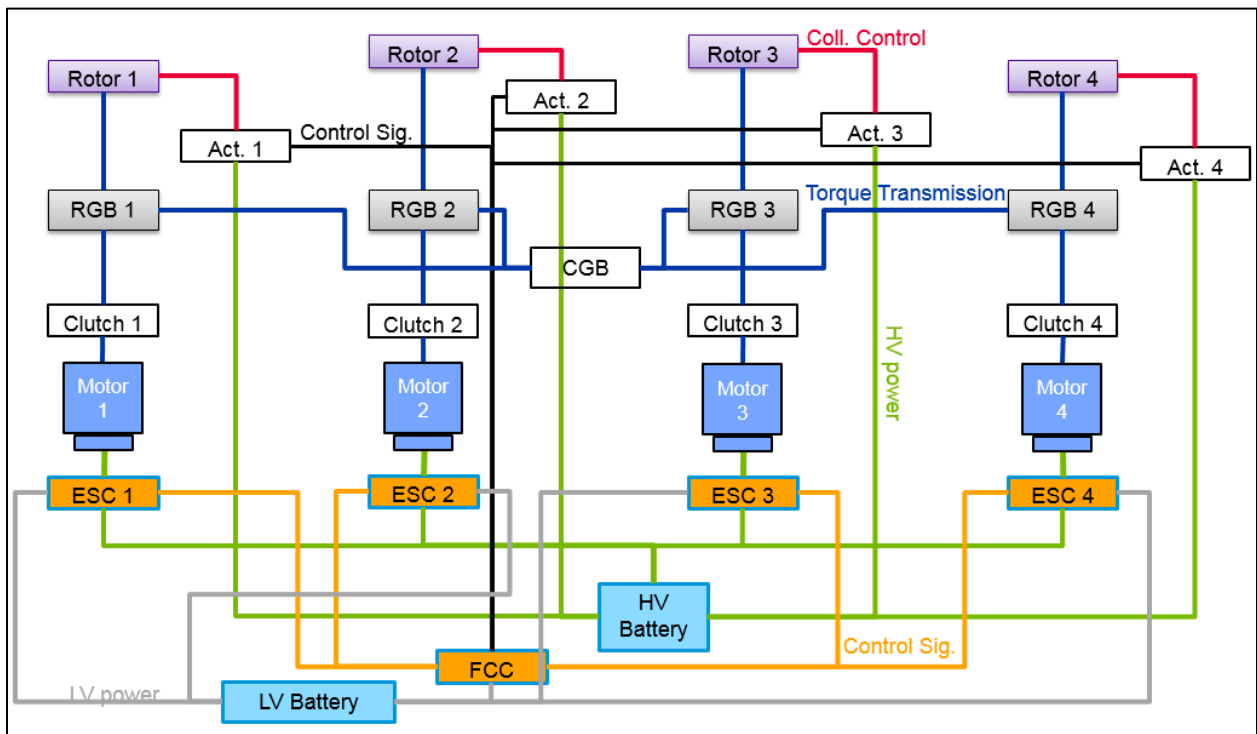 Rotor 1
Rotor 2
Rotor 3
Coll. Control
Rotor 4
Act. 1
Control Sig.
Act. 2
Act. 3
Act. 4
RGB 1
RGB 2
RGB 3
Torque Transmission
RGB 4
CGB
Clutch 1
Clutch 2
Clutch 3
Clutch 4
HV power
Motor
1
Motor
2
Motor
3
Motor
4
ESC 1
ESC 2
ESC 3
ESC 4
HV
Battery
Control Sig.
FCC
LV power
LV Battery